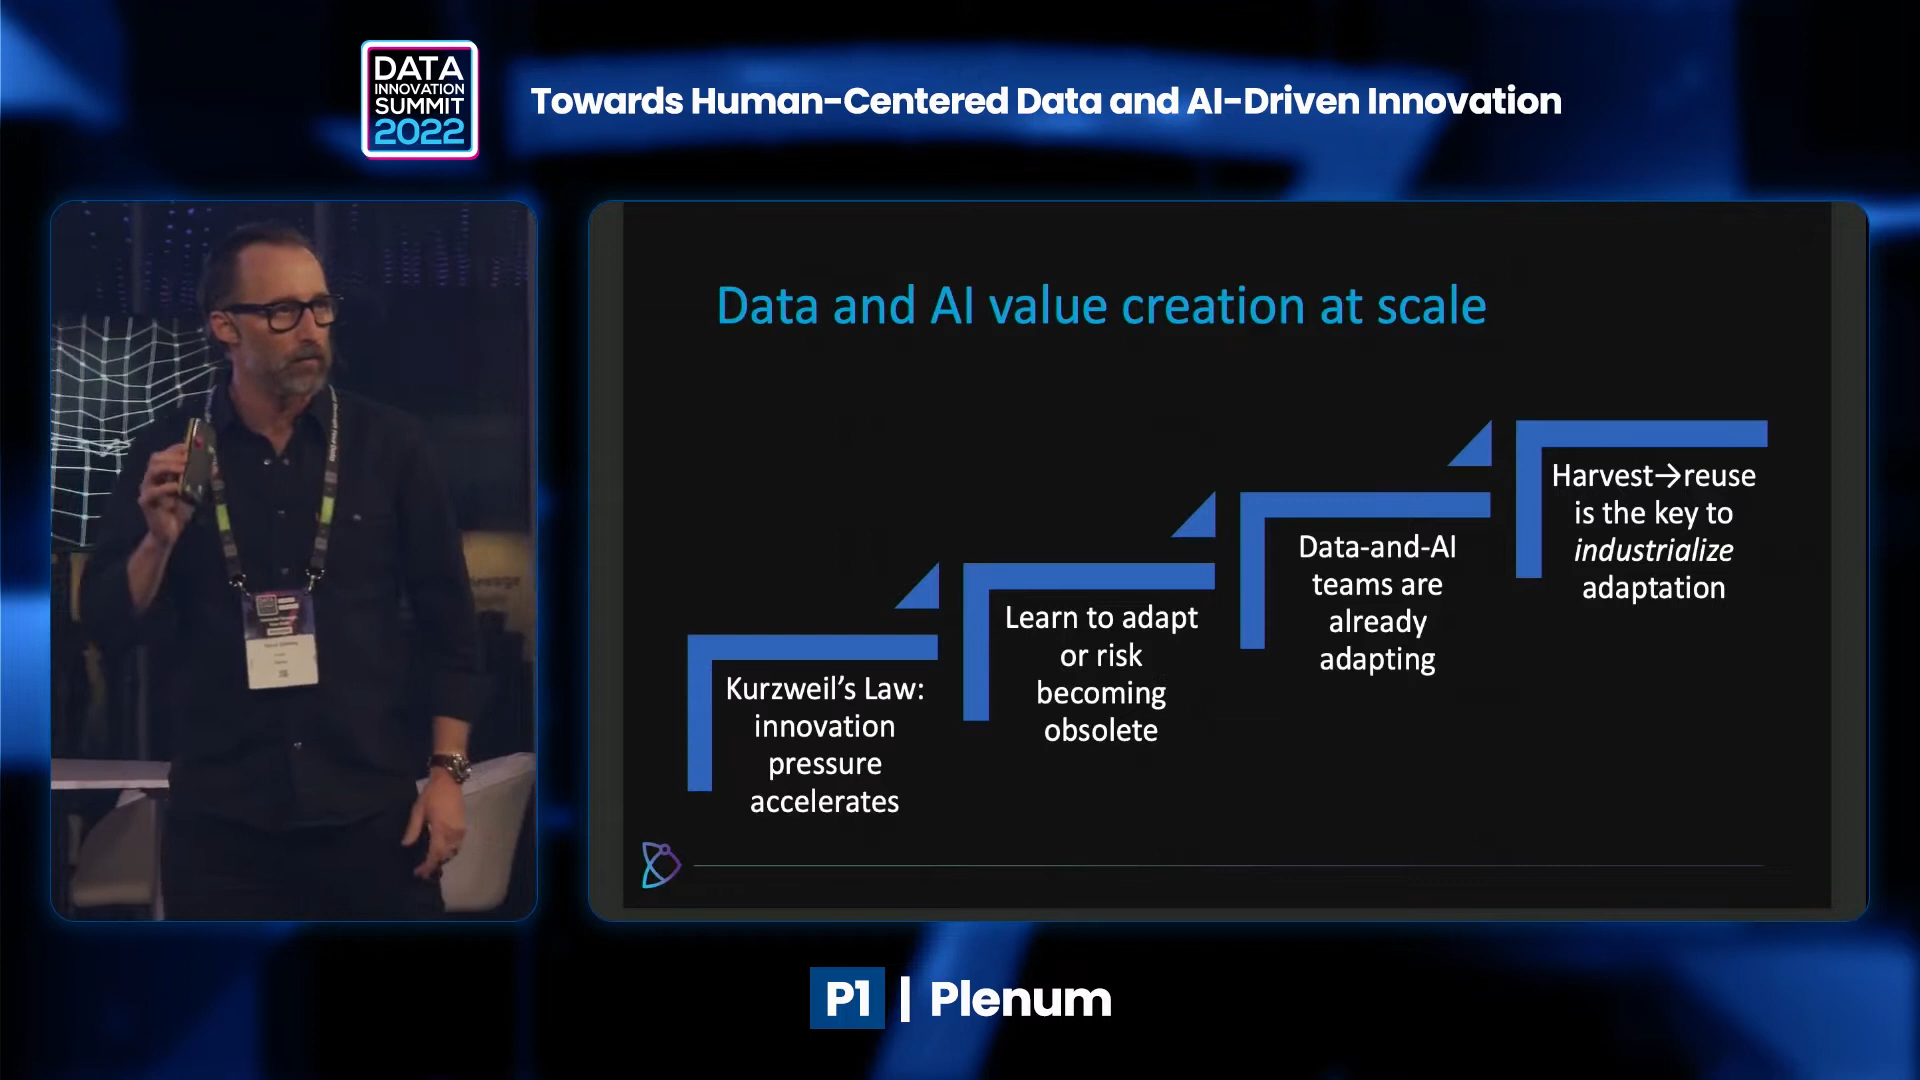 DATA
INNOVATION
SUMMIT
2022
Towards Human-Centered Data and AI-Driven Innovation
Data and AI value creation at scale
Kurzweil’s Law:
innovation
pressure
accelerates
Learn to adapt
or risk
becoming
obsolete
Data-and-AI
teams are
already
adapting
Harvest→reuse
is the key to
industrialize
adaptation
P1 | Plenum